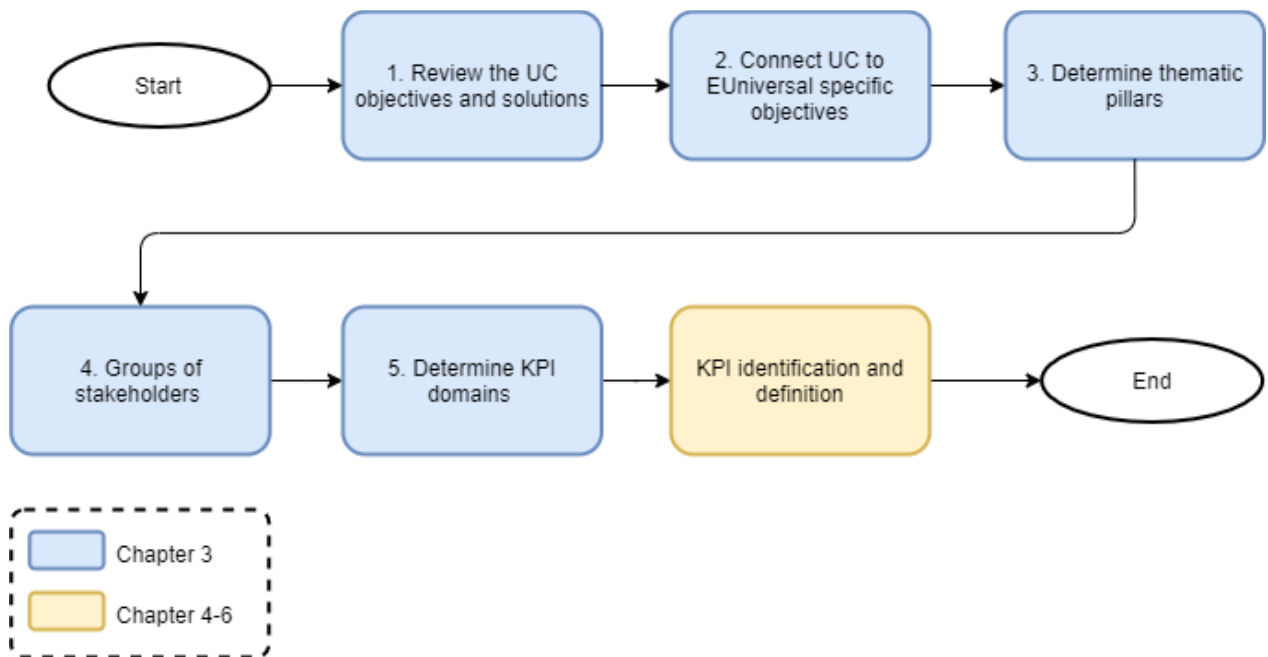 Start
1. Review the UC
objectives and solutions
2. Connect UC to
EUniversal specific
objectives
3. Determine thematic
pillars
4. Groups of
stakeholders
5. Determine KPI
domains
KPI identification and
definition
End
Chapter 3
Chapter 4-6